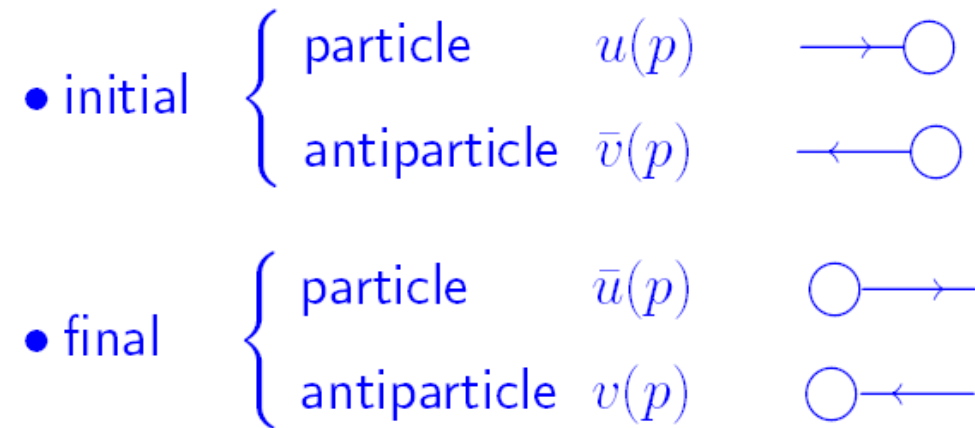 particle u(p)
• initial
antiparticle v̄(p)
particle ū(p)
• final
antiparticle v(p)